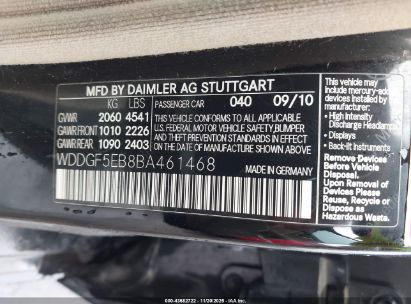 MFD BY DAIMLER AG STUTTGART
KG LBS
GVWR 2060 4541
GAWR FRONT 1010 2226
GAWR REAR 1090 2403
PASSENGER CAR 040 09/10
THIS VEHICLE CONFORMS TO ALL APPLICABLE
U.S. FEDERAL MOTOR VEHICLE SAFETY, BUMPER
AND THEFT PREVENTION STANDARDS IN EFFECT
ON THE DATE OF MANUFACTURE SHOWN ABOVE.
WDDGF5EB8BA461468
MADE IN GERMANY
This vehicle may
include mercury-added
devices installed by
the manufacturer:
• High Intensity
Discharge Headlamps
• Displays
• Back-lit Instruments
Remove Devices
Before Vehicle
Disposal.
Upon Removal of
Devices Please Reuse,
Recycle or Dispose as
Hazardous Waste.